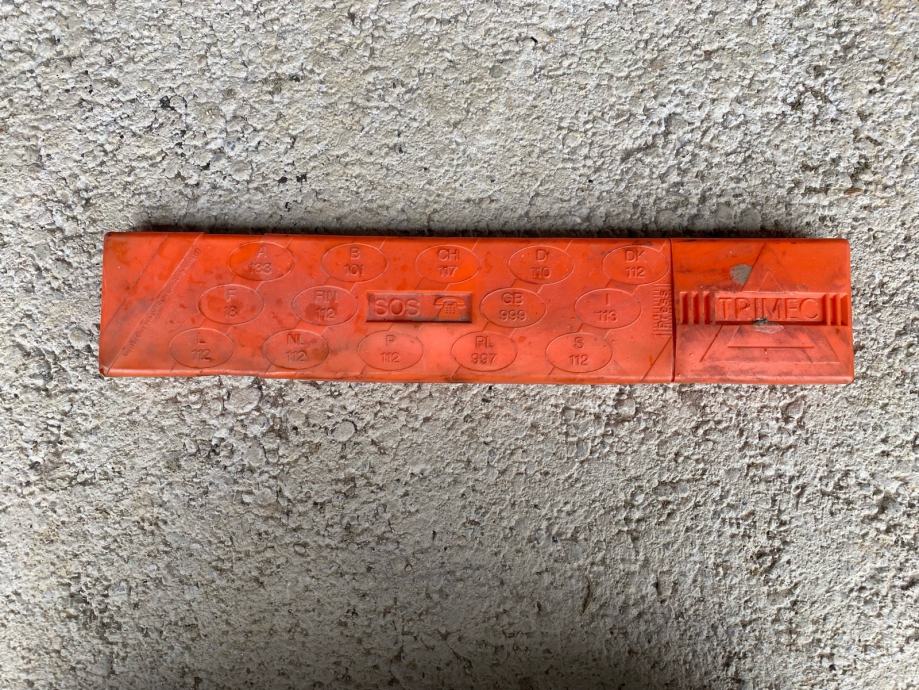 A 133
B 101
CH 117
D 110
DK 112
F 18
FIN 112
SOS
GB 999
I 113
L 112
NL 112
P 112
PL 997
S 112
TRIMEC